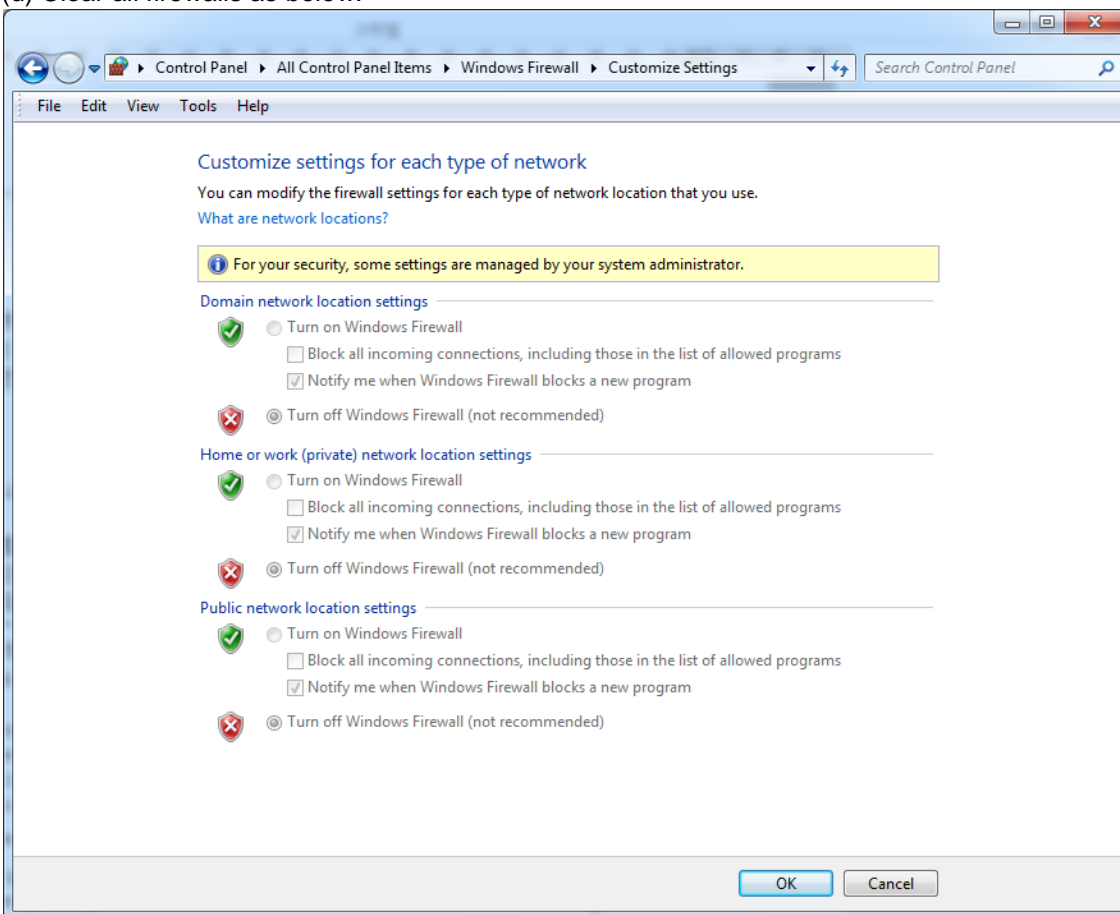 (d) Clear all firewalls as below:
Control Panel ▸ All Control Panel Items ▸ Windows Firewall ▸ Customize Settings
Search Control Panel
File Edit View Tools Help
Customize settings for each type of network
You can modify the firewall settings for each type of network location that you use.
What are network locations?
For your security, some settings are managed by your system administrator.
Domain network location settings
Turn on Windows Firewall
Block all incoming connections, including those in the list of allowed programs
Notify me when Windows Firewall blocks a new program
Turn off Windows Firewall (not recommended)
Home or work (private) network location settings
Turn on Windows Firewall
Block all incoming connections, including those in the list of allowed programs
Notify me when Windows Firewall blocks a new program
Turn off Windows Firewall (not recommended)
Public network location settings
Turn on Windows Firewall
Block all incoming connections, including those in the list of allowed programs
Notify me when Windows Firewall blocks a new program
Turn off Windows Firewall (not recommended)
OK Cancel